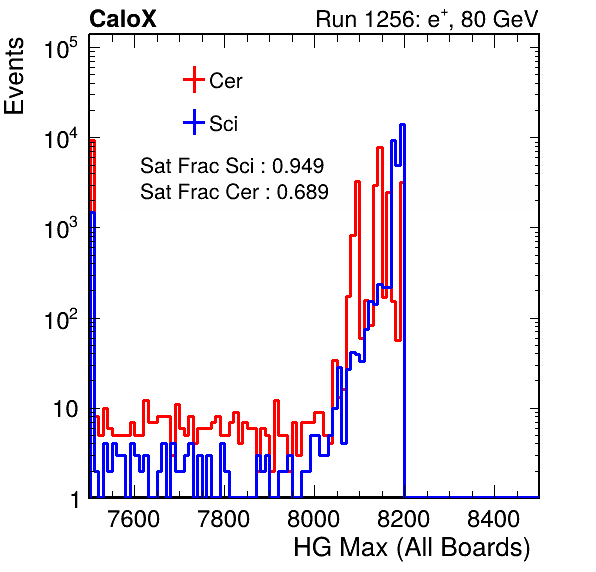 CaloX Run 1256: e⁺, 80 GeV
Events
Cer
Sci
Sat Frac Sci : 0.949
Sat Frac Cer : 0.689
10⁵
10⁴
10³
10²
10
1
7600 7800 8000 8200 8400
HG Max (All Boards)